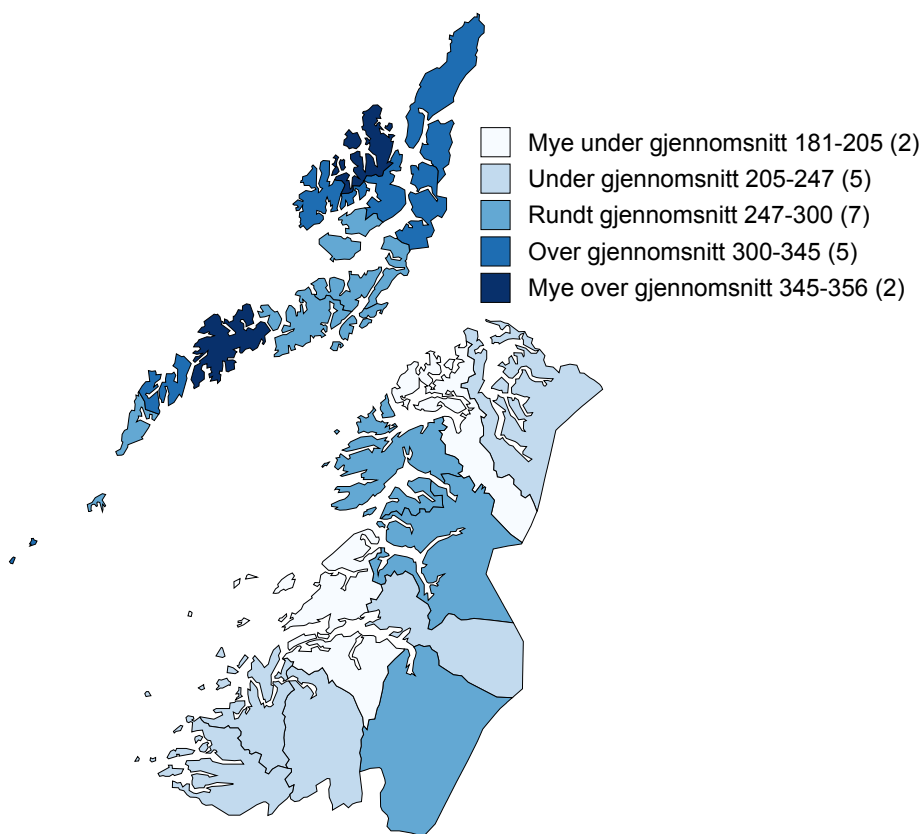 Mye under gjennomsnitt 181-205 (2)
Under gjennomsnitt 205-247 (5)
Rundt gjennomsnitt 247-300 (7)
Over gjennomsnitt 300-345 (5)
Mye over gjennomsnitt 345-356 (2)